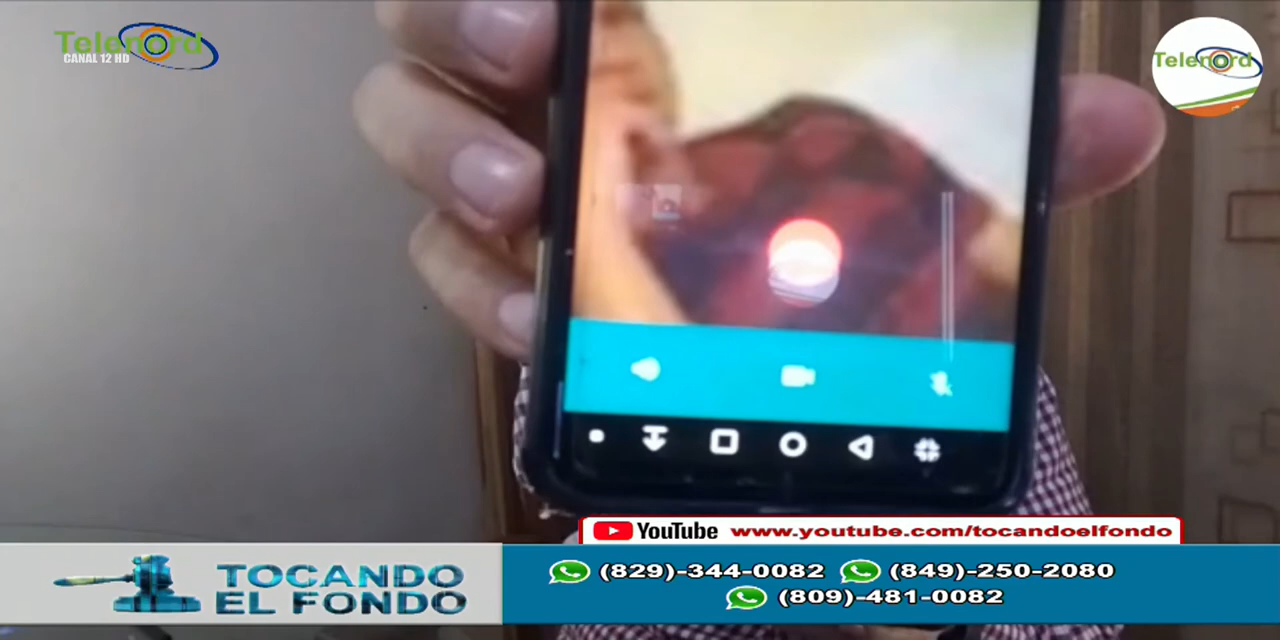 Telenord
CANAL 12 HD
Telenord
YouTube www.youtube.com/tocandoelfondo
TOCANDO
EL FONDO
(829)-344-0082 (849)-250-2080
(809)-481-0082